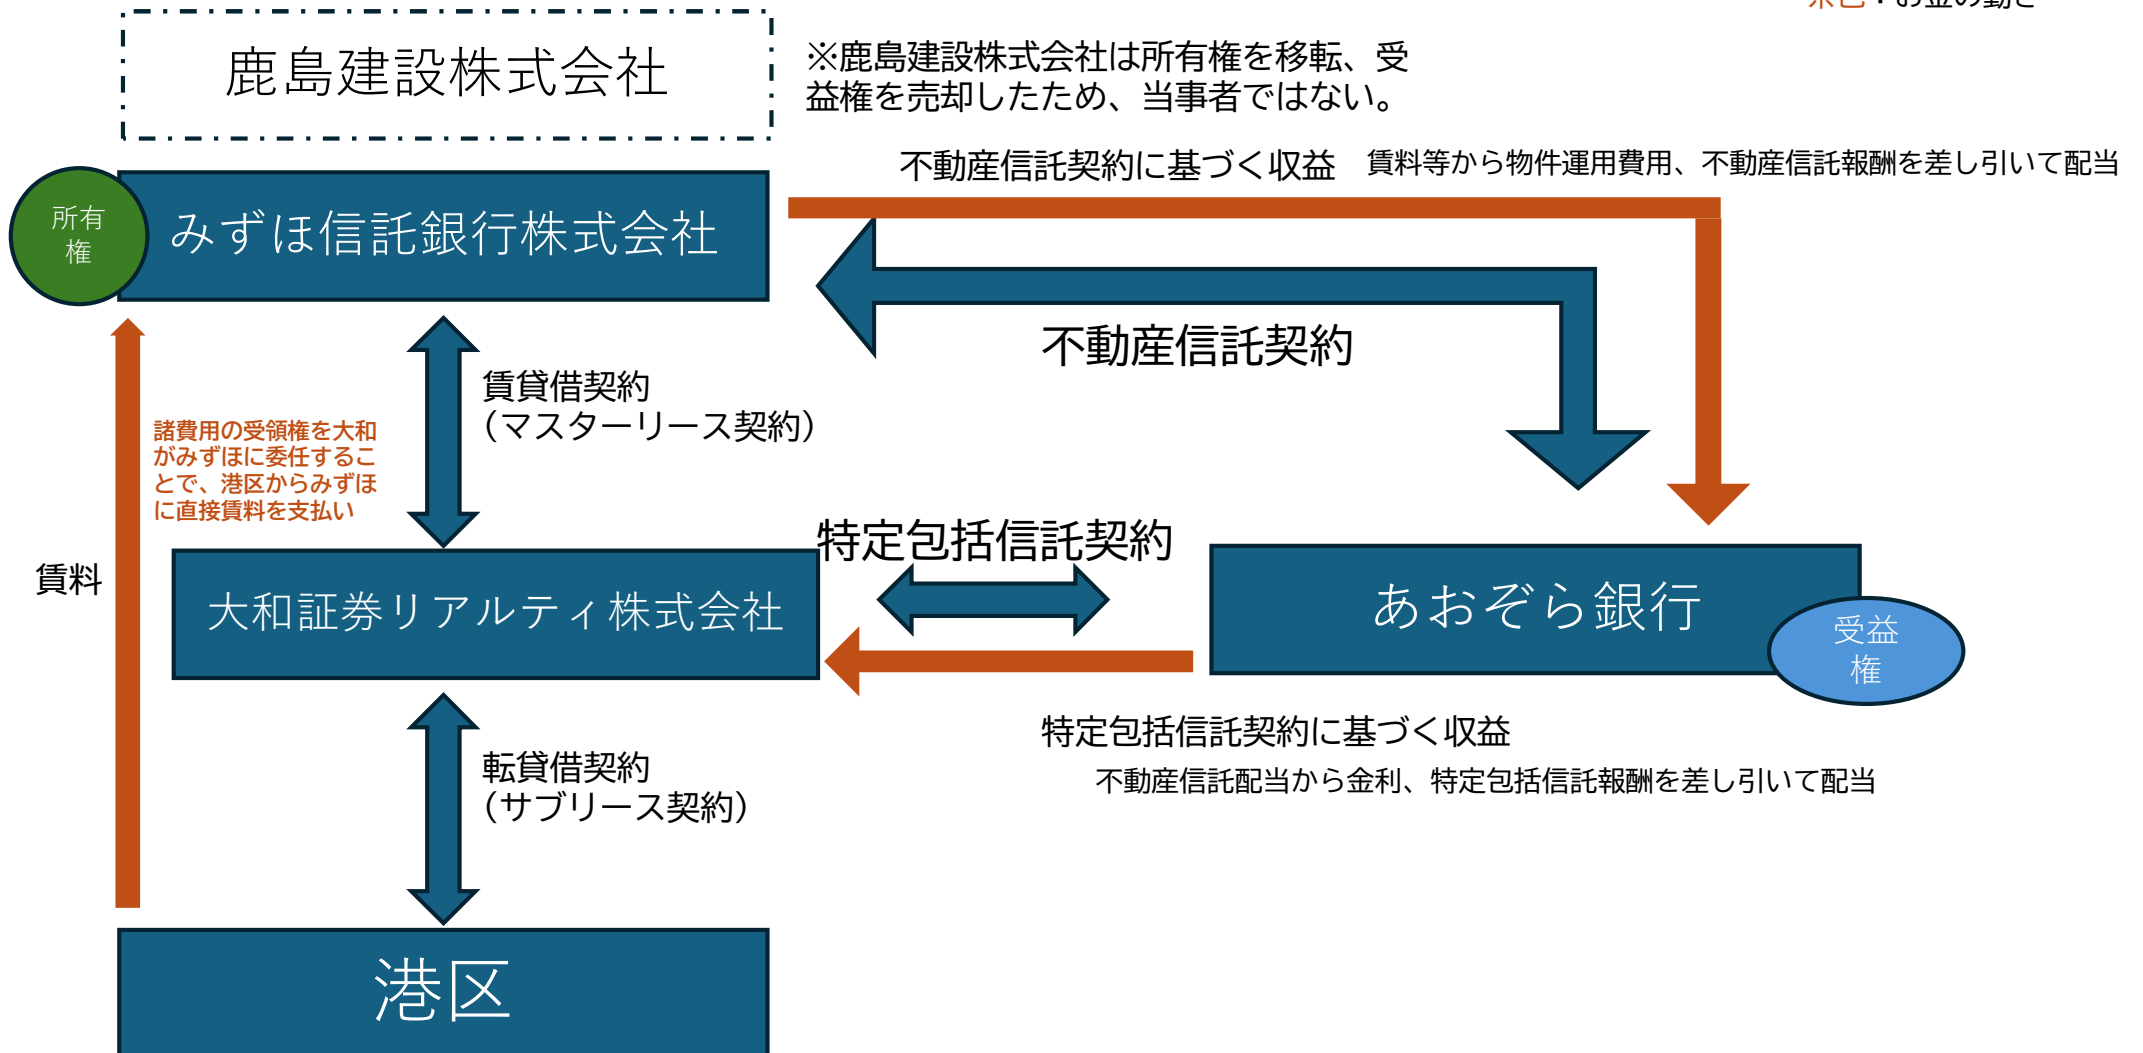 お金の動き
鹿島建設株式会社
※鹿島建設株式会社は所有権を移転、受
益権を売却したため、当事者ではない。
不動産信託契約に基づく収益 賃料等から物件運用費用、不動産信託報酬を差し引いて配当
所有
権
みずほ信託銀行株式会社
不動産信託契約
賃貸借契約
（マスターリース契約）
諸費用の受領権を大和
がみずほに委任するこ
とで、港区からみずほ
に直接賃料を支払い
賃料
特定包括信託契約
大和証券リアルティ株式会社
あおぞら銀行
受益
権
特定包括信託契約に基づく収益
不動産信託配当から金利、特定包括信託報酬を差し引いて配当
転貸借契約
（サブリース契約）
港区